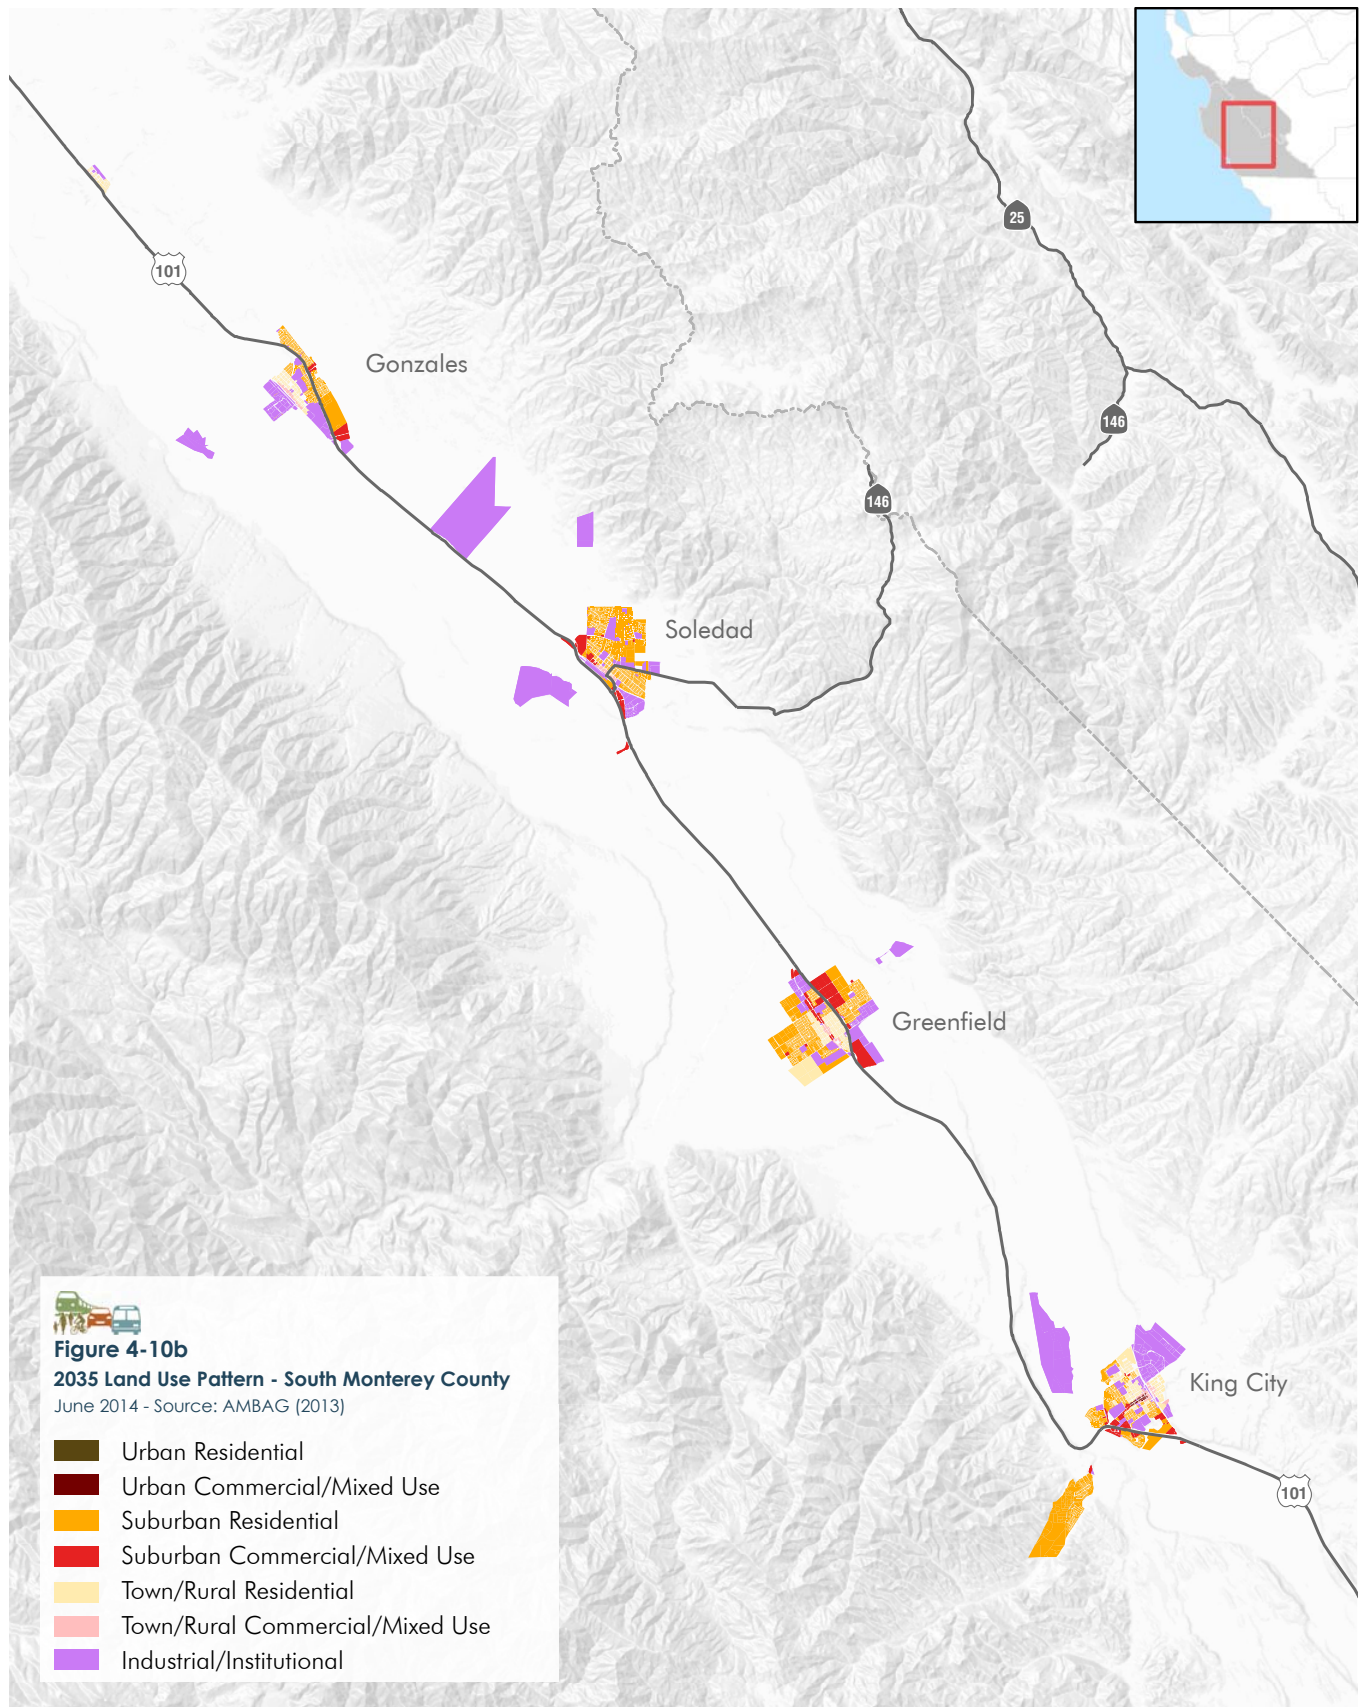 25
101
Gonzales
146
146
Soledad
Greenfield
King City
101
Figure 4-10b
2035 Land Use Pattern - South Monterey County
June 2014 - Source: AMBAG (2013)
Urban Residential
Urban Commercial/Mixed Use
Suburban Residential
Suburban Commercial/Mixed Use
Town/Rural Residential
Town/Rural Commercial/Mixed Use
Industrial/Institutional